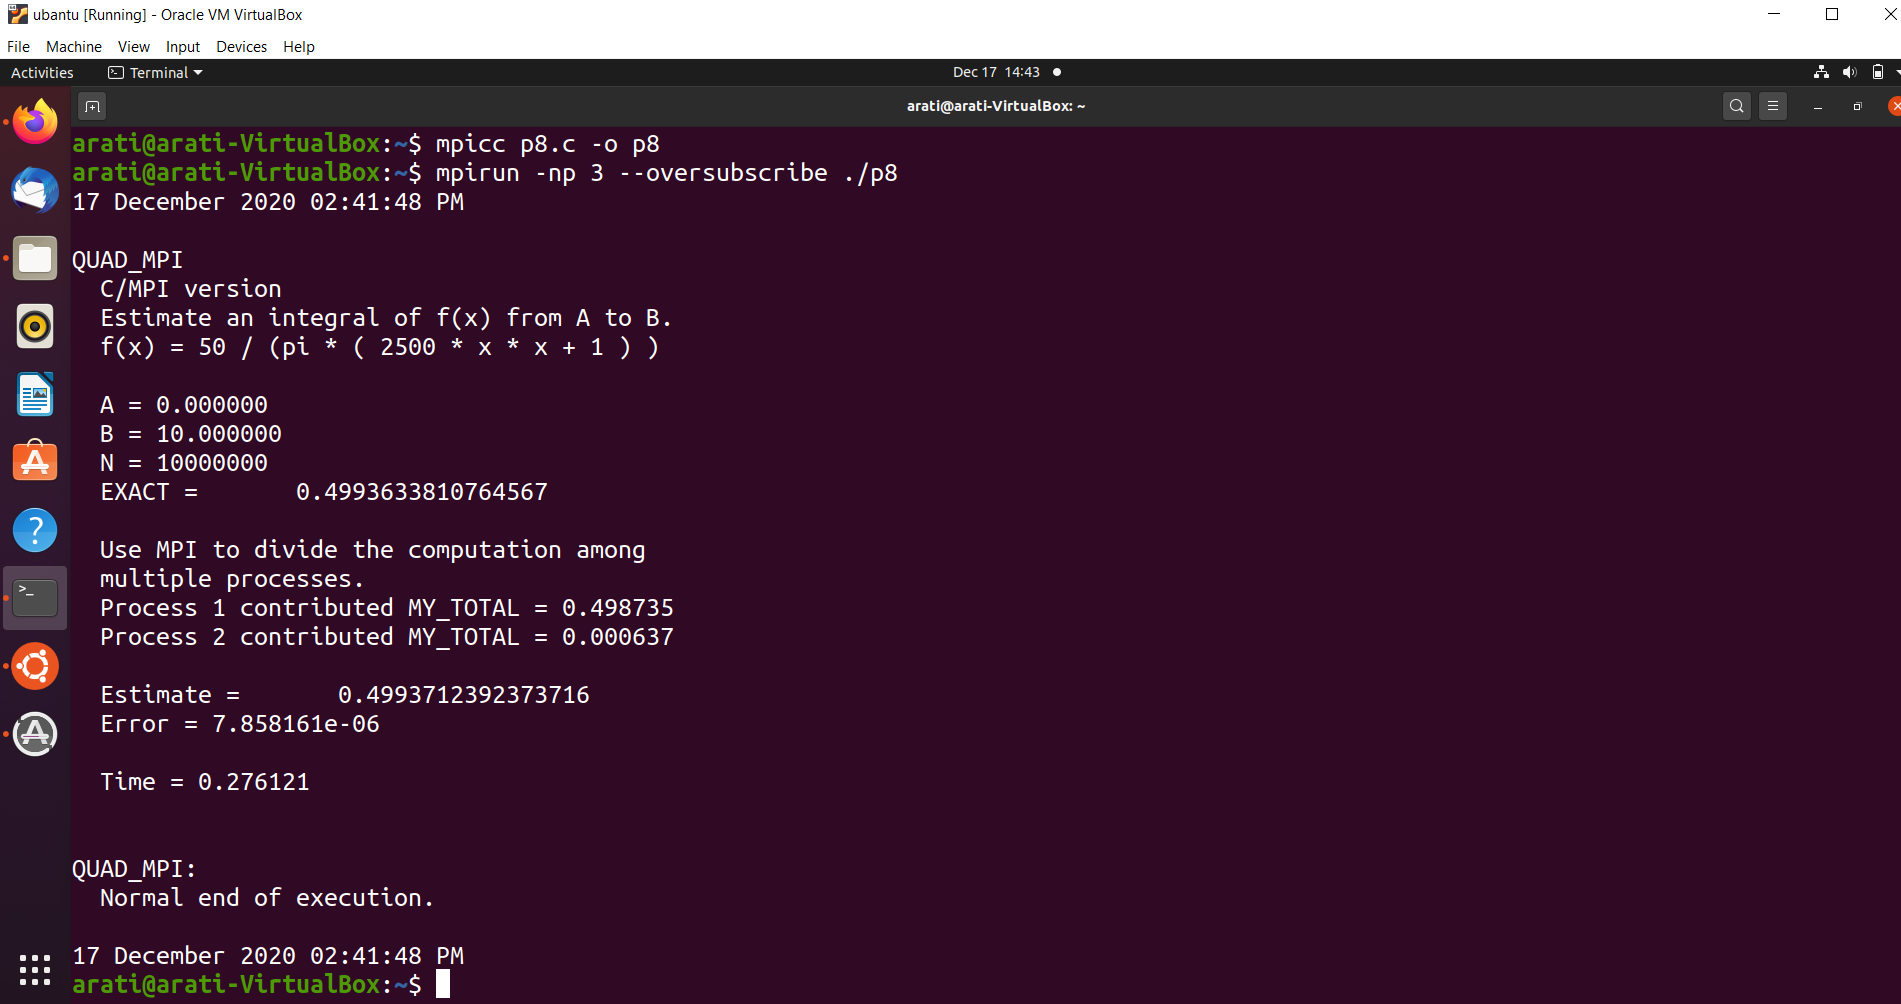 ubantu [Running] - Oracle VM VirtualBox
File Machine View Input Devices Help
Activities Terminal Dec 17 14:43
arati@arati-VirtualBox: ~
arati@arati-VirtualBox:~$ mpicc p8.c -o p8
arati@arati-VirtualBox:~$ mpirun -np 3 --oversubscribe ./p8
17 December 2020 02:41:48 PM
QUAD_MPI
C/MPI version
Estimate an integral of f(x) from A to B.
f(x) = 50 / (pi * ( 2500 * x * x + 1 ) )
A = 0.000000
B = 10.000000
N = 10000000
EXACT = 0.4993633810764567
Use MPI to divide the computation among
multiple processes.
Process 1 contributed MY_TOTAL = 0.498735
Process 2 contributed MY_TOTAL = 0.000637
Estimate = 0.4993712392373716
Error = 7.858161e-06
Time = 0.276121
QUAD_MPI:
Normal end of execution.
17 December 2020 02:41:48 PM
arati@arati-VirtualBox:~$